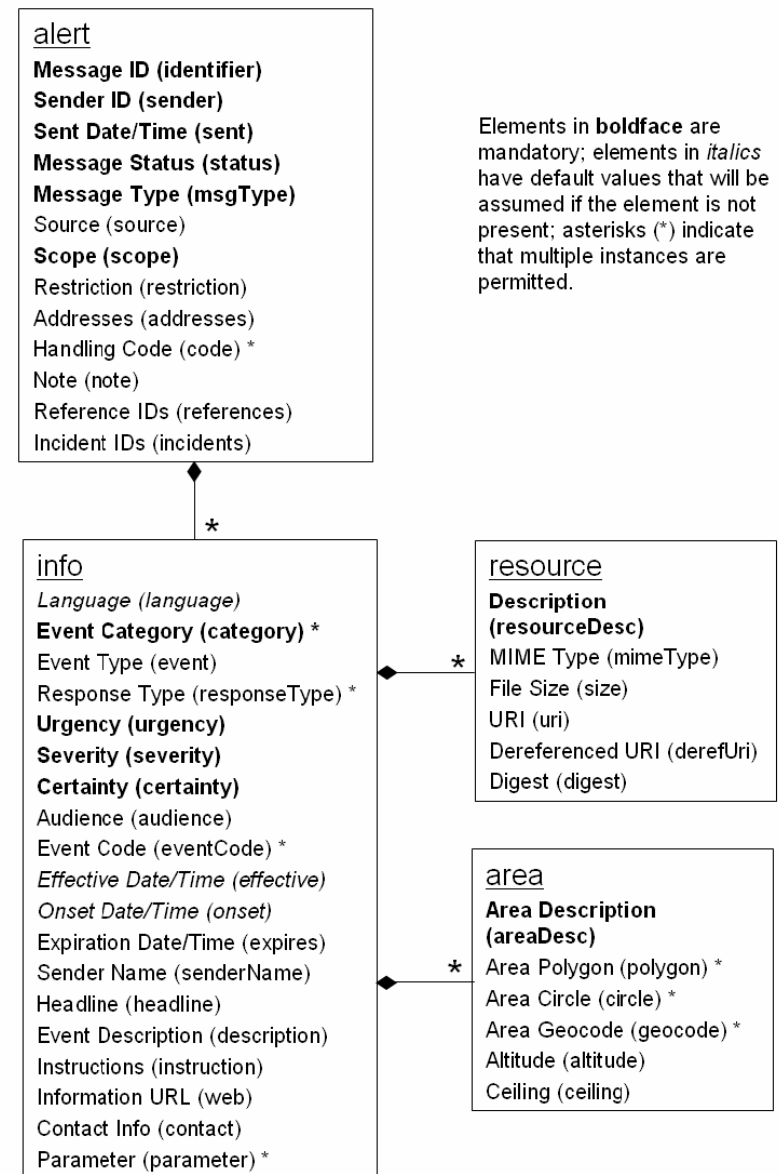 alert
Message ID (identifier)
Sender ID (sender)
Sent Date/Time (sent)
Message Status (status)
Message Type (msgType)
Source (source)
Scope (scope)
Restriction (restriction)
Addresses (addresses)
Handling Code (code) *
Note (note)
Reference IDs (references)
Incident IDs (incidents)
Elements in boldface are
mandatory; elements in italics
have default values that will be
assumed if the element is not
present; asterisks (*) indicate
that multiple instances are
permitted.
*
info
Language (language)
Event Category (category) *
Event Type (event)
Response Type (responseType) *
Urgency (urgency)
Severity (severity)
Certainty (certainty)
Audience (audience)
Event Code (eventCode) *
Effective Date/Time (effective)
Onset Date/Time (onset)
Expiration Date/Time (expires)
Sender Name (senderName)
Headline (headline)
Event Description (description)
Instructions (instruction)
Information URL (web)
Contact Info (contact)
Parameter (parameter) *
*
resource
Description
(resourceDesc)
MIME Type (mimeType)
File Size (size)
URI (uri)
Dereferenced URI (derefUri)
Digest (digest)
*
area
Area Description
(areaDesc)
Area Polygon (polygon) *
Area Circle (circle) *
Area Geocode (geocode) *
Altitude (altitude)
Ceiling (ceiling)